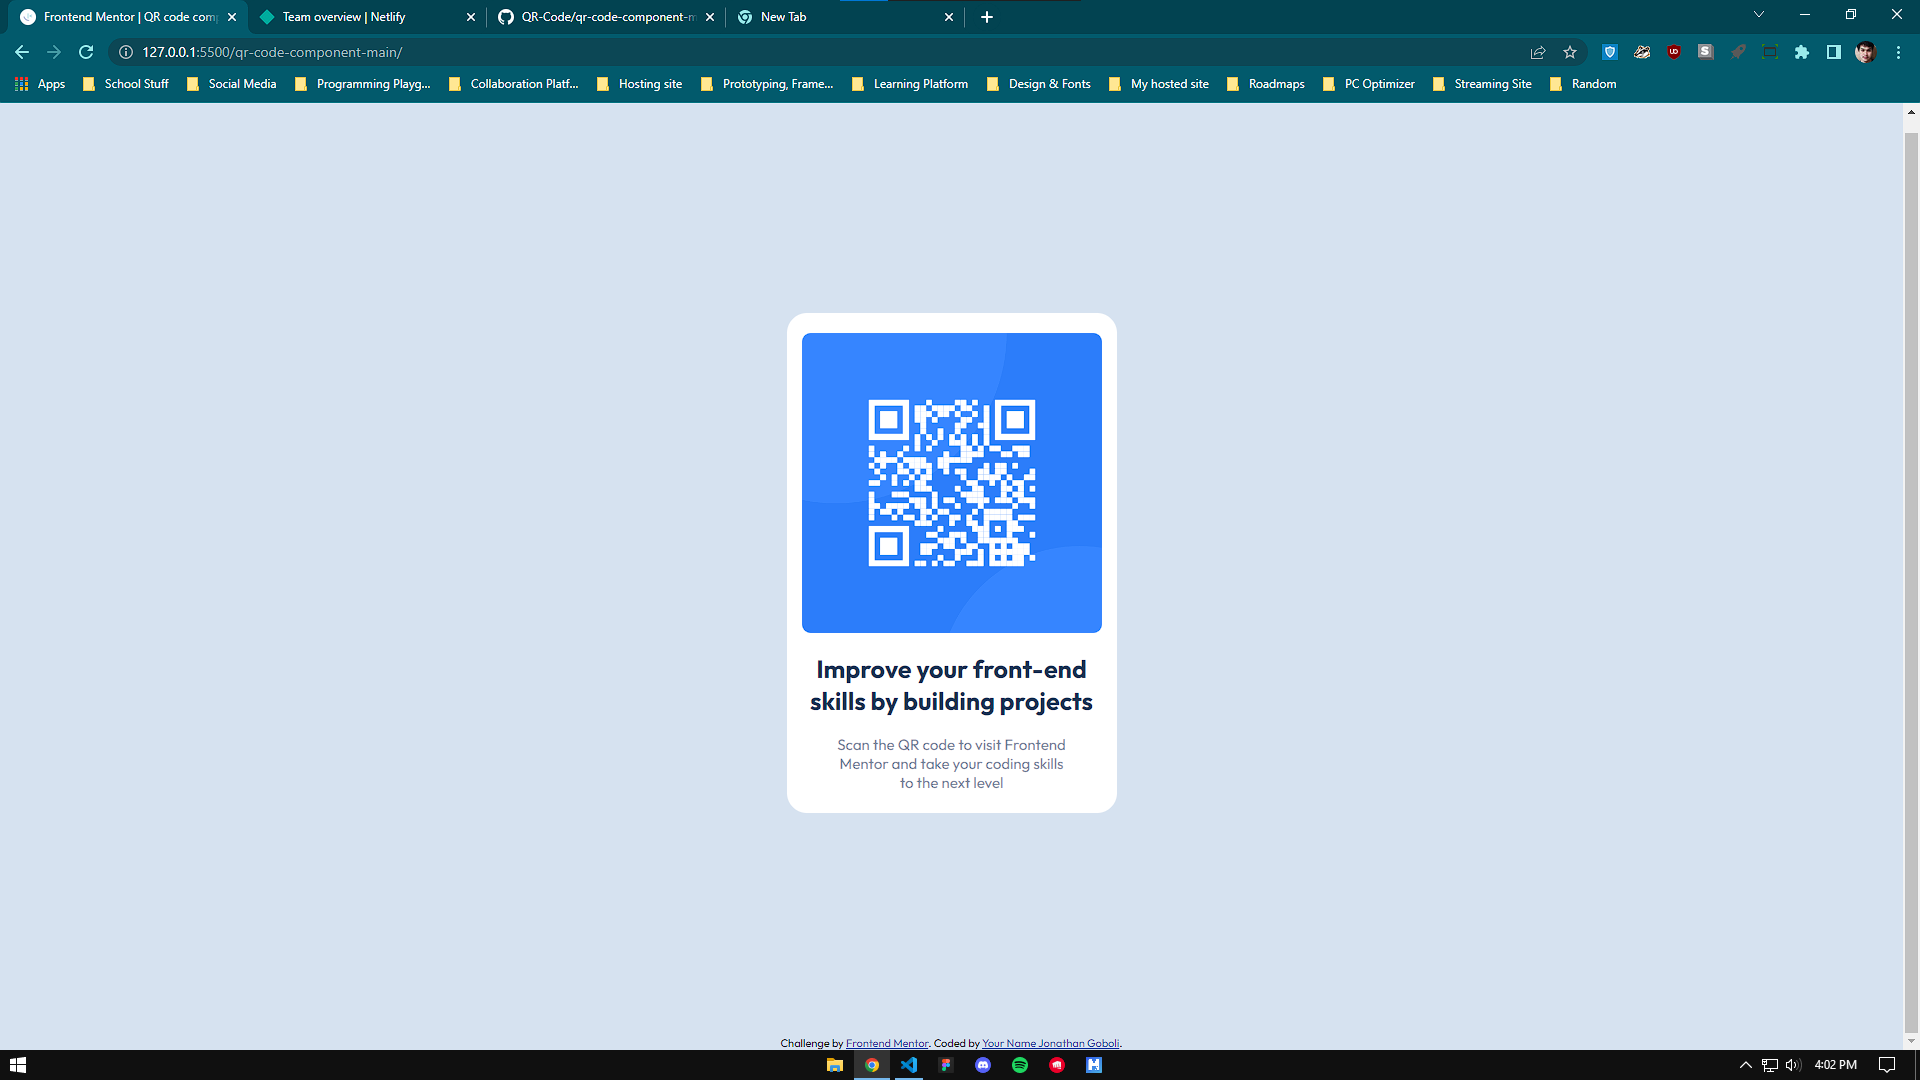 Frontend Mentor | QR code comp
Team overview | Netlify
QR-Code/qr-code-component-m
New Tab
127.0.0.1:5500/qr-code-component-main/
Apps
School Stuff
Social Media
Programming Playg...
Collaboration Platf...
Hosting site
Prototyping, Frame...
Learning Platform
Design & Fonts
My hosted site
Roadmaps
PC Optimizer
Streaming Site
Random
Improve your front-end
skills by building projects
Scan the QR code to visit Frontend
Mentor and take your coding skills
to the next level
Challenge by Frontend Mentor. Coded by Your Name Jonathan Goboli.
4:02 PM